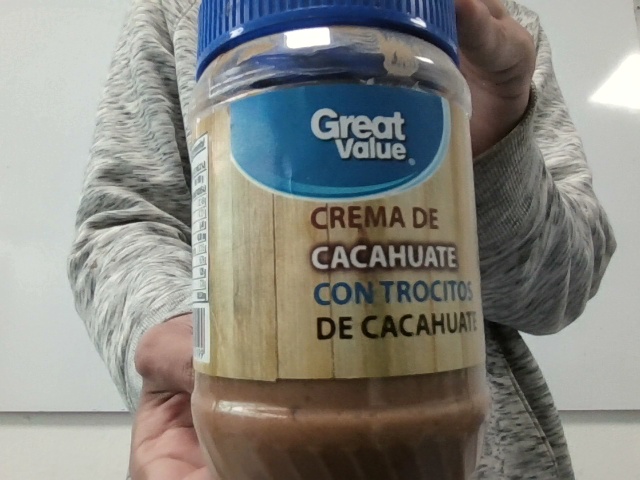 Great
Value
CREMA DE
CACAHUATE
CON TROCITOS
DE CACAHUATE